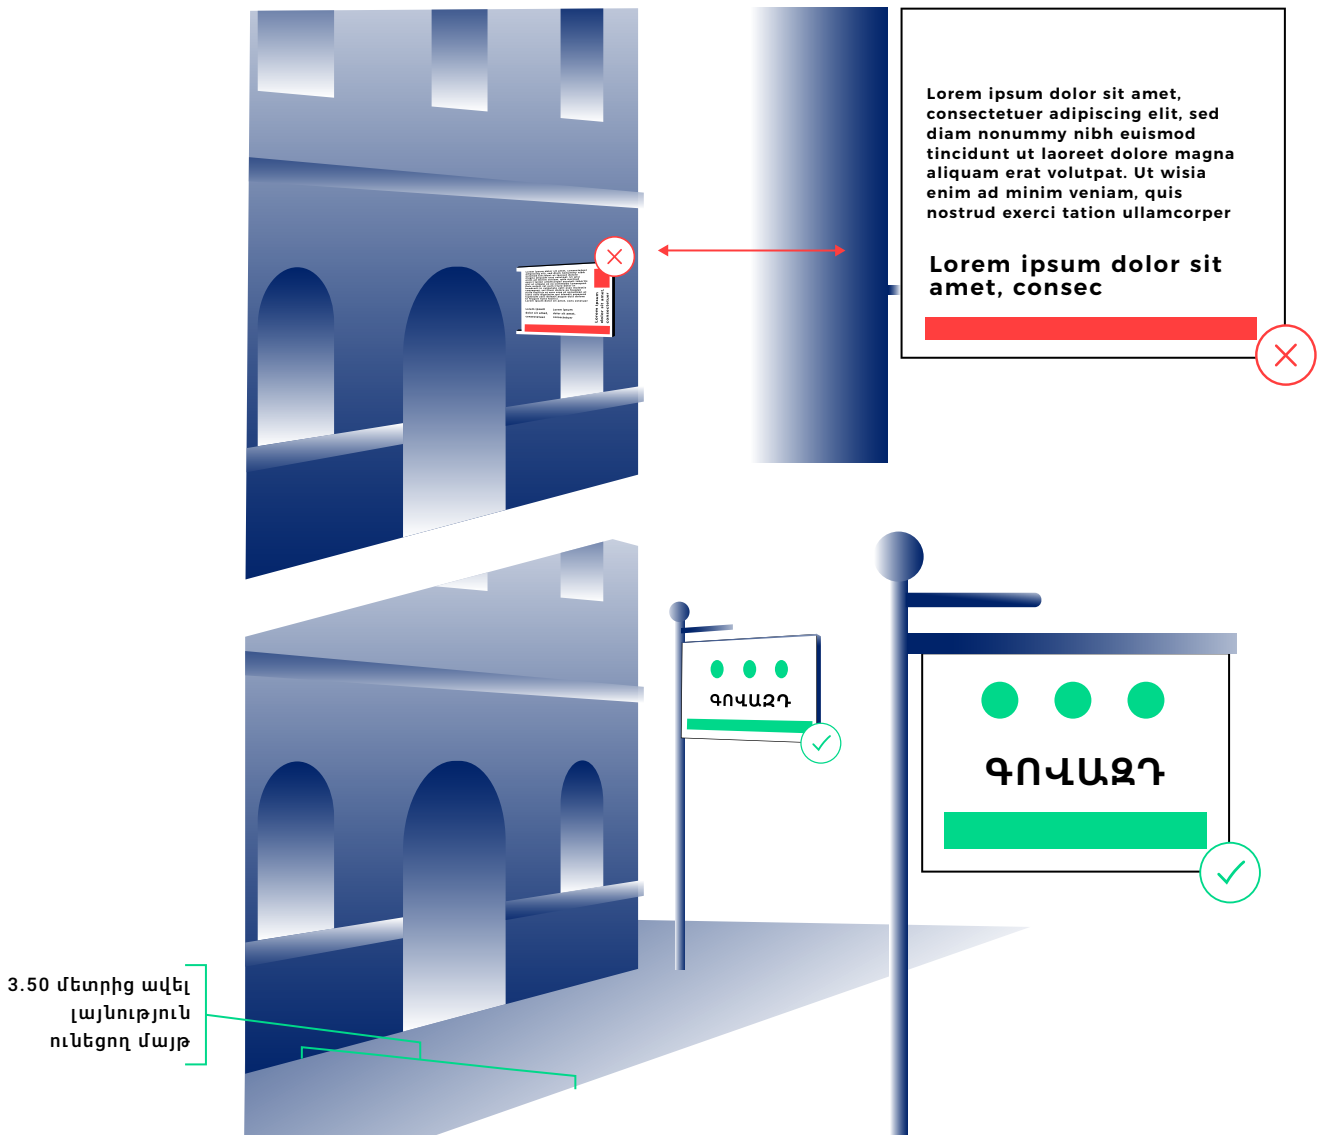 Lorem ipsum dolor sit amet,
consectetuer adipiscing elit, sed
diam nonummy nibh euismod
tincidunt ut laoreet dolore magna
aliquam erat volutpat. Ut wisia
enim ad minim veniam, quis
nostrud exerci tation ullamcorper
Lorem ipsum dolor sit
amet, consec
ԳՈՎԱԶԴ
ԳՈՎԱԶԴ
3.50 մետրից ավել
լայնություն
ունեցող մայթ